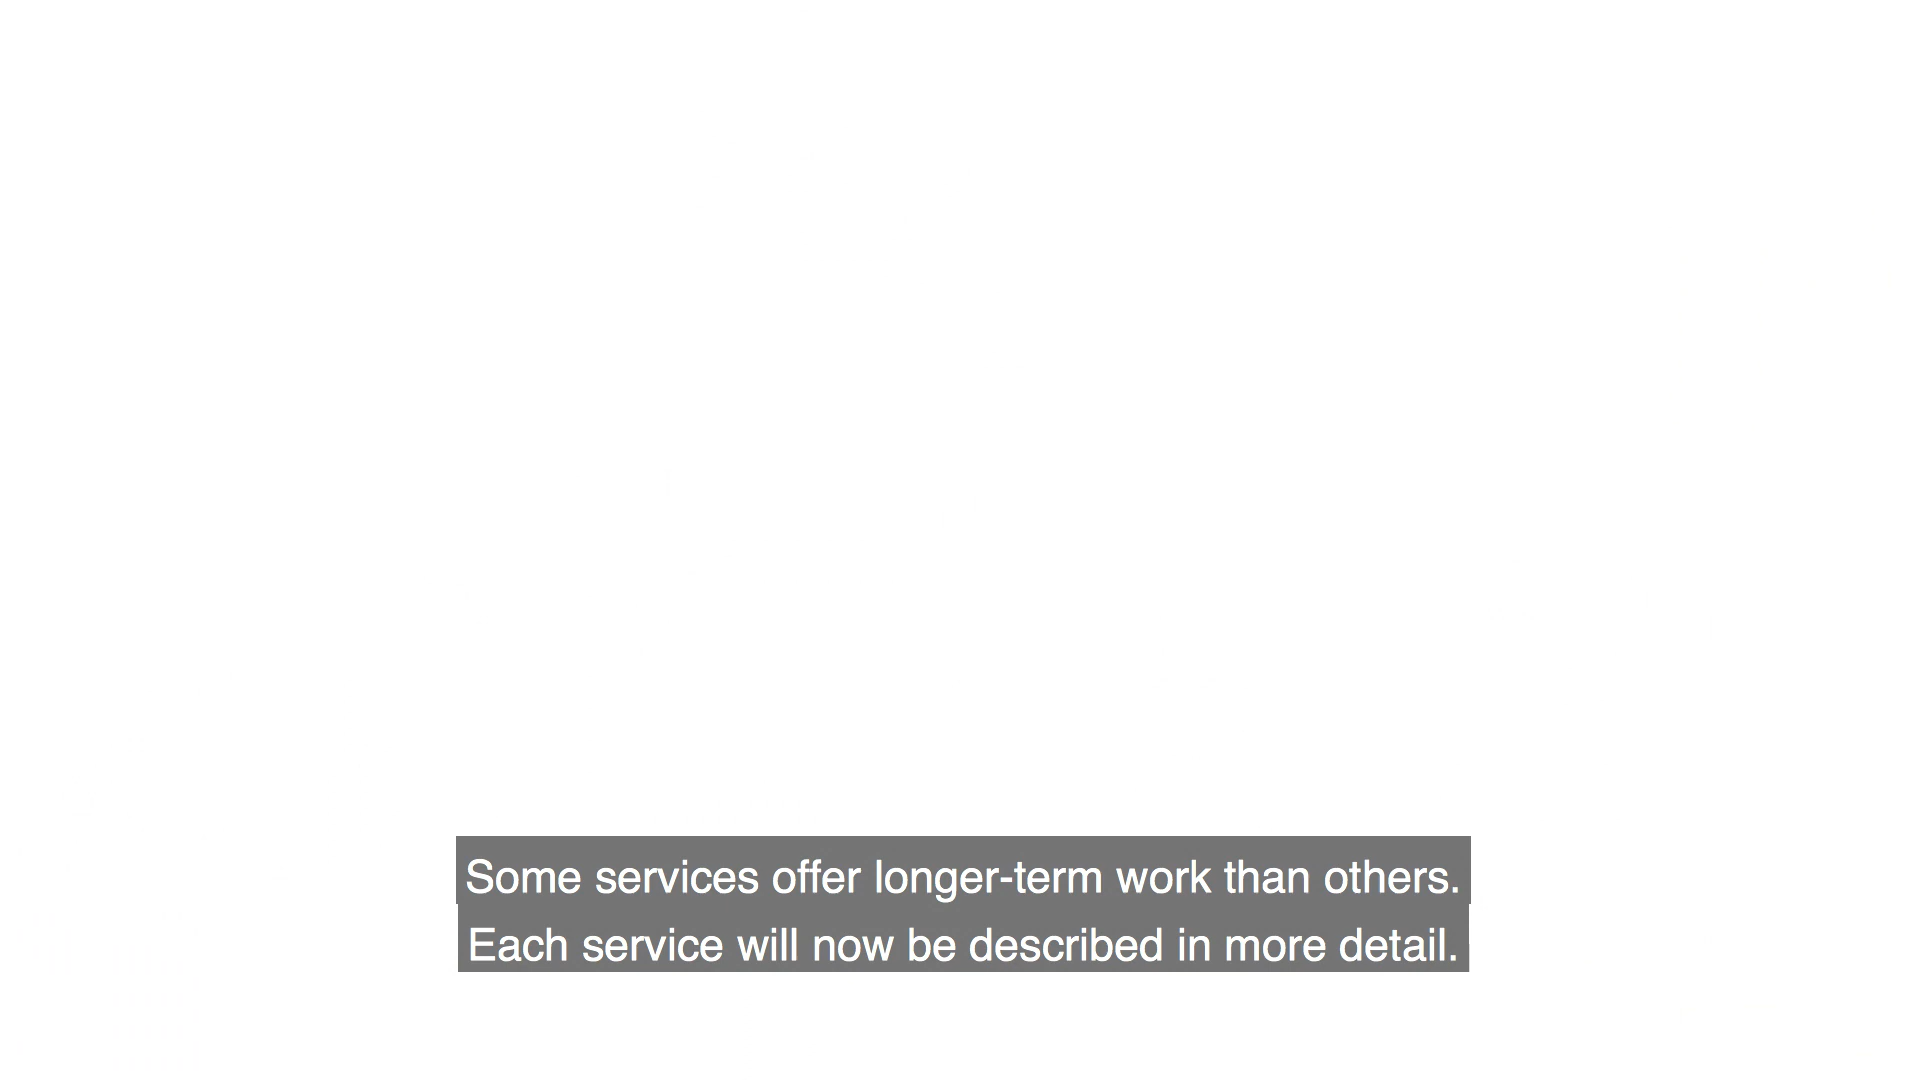 Some services offer longer-term work than others.
Each service will now be described in more detail.